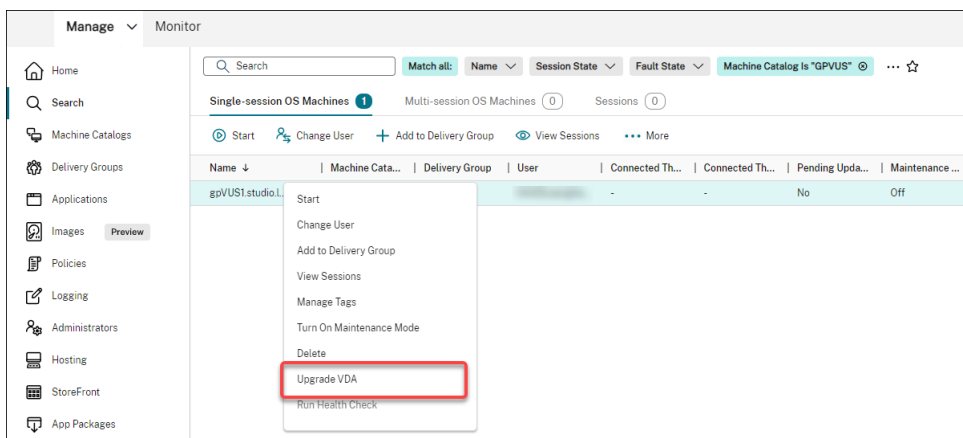 Manage Monitor
Home
Search
Machine Catalogs
Delivery Groups
Applications
Images Preview
Policies
Logging
Administrators
Hosting
StoreFront
App Packages
Search Match all: Name Session State Fault State Machine Catalog Is "GPVUS" ...
Single-session OS Machines 1 Multi-session OS Machines 0 Sessions 0
Start Change User Add to Delivery Group View Sessions ... More
Name ↓ Machine Cata... Delivery Group User Connected Th... Connected Th... Pending Upda... Maintenance ...
gpVUS1.studio.l... - - No Off
Start
Change User
Add to Delivery Group
View Sessions
Manage Tags
Turn On Maintenance Mode
Delete
Upgrade VDA
Run Health Check